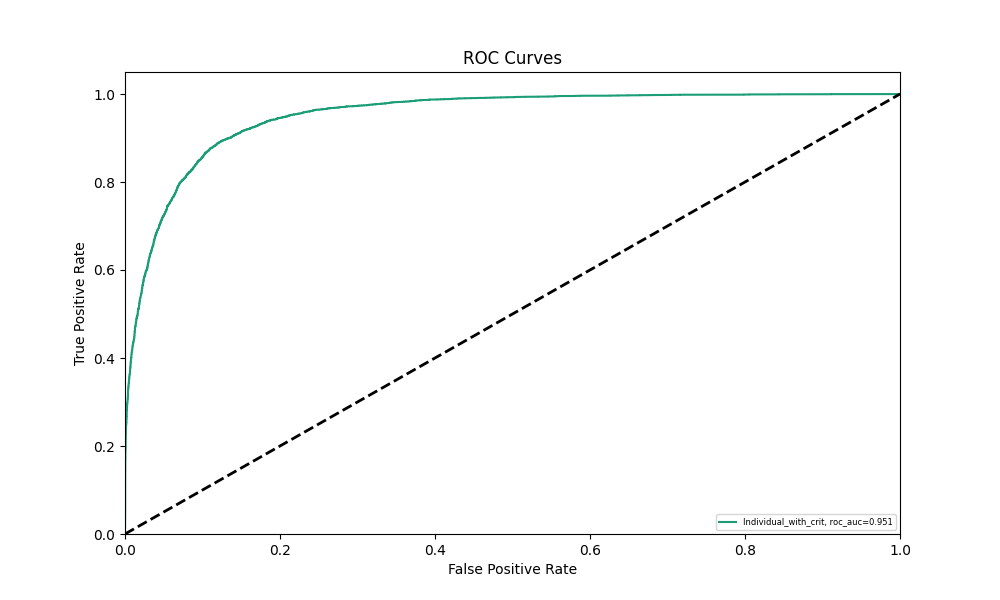 ROC Curves
1.0
0.8
0.6
0.4
0.2
0.0
True Positive Rate
0.0 0.2 0.4 0.6 0.8 1.0
False Positive Rate
Individual_with_crit, roc_auc=0.951